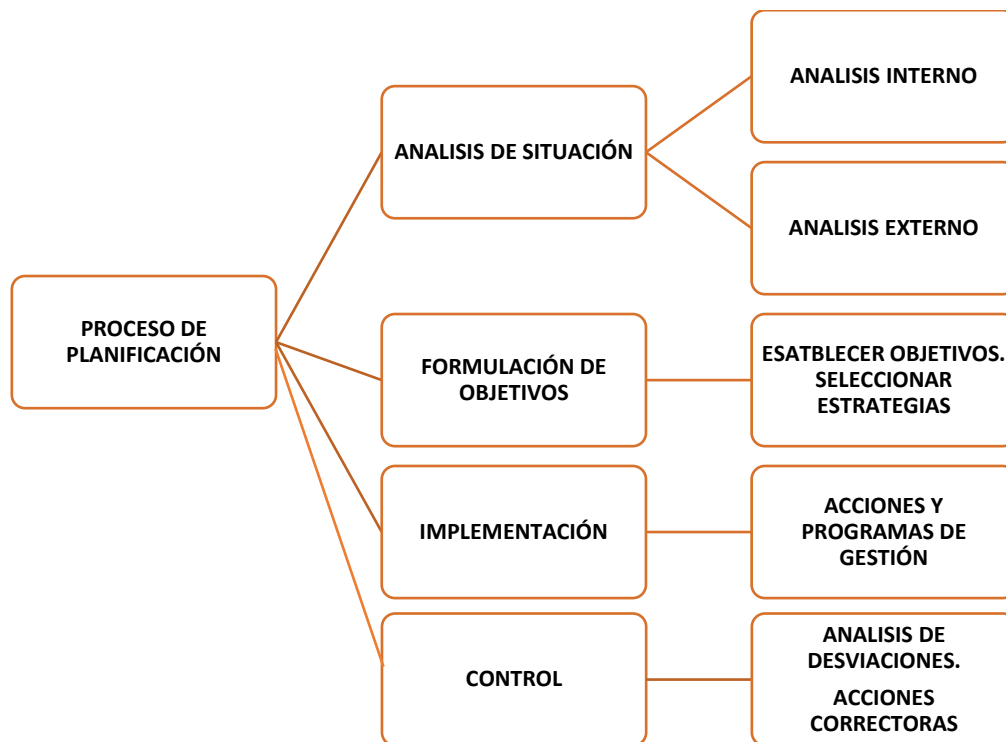 PROCESO DE
PLANIFICACIÓN
ANALISIS DE SITUACIÓN
ANALISIS INTERNO
ANALISIS EXTERNO
FORMULACIÓN DE
OBJETIVOS
ESATBLECER OBJETIVOS.
SELECCIONAR
ESTRATEGIAS
IMPLEMENTACIÓN
ACCIONES Y
PROGRAMAS DE
GESTIÓN
CONTROL
ANALISIS DE
DESVIACIONES.
ACCIONES
CORRECTORAS